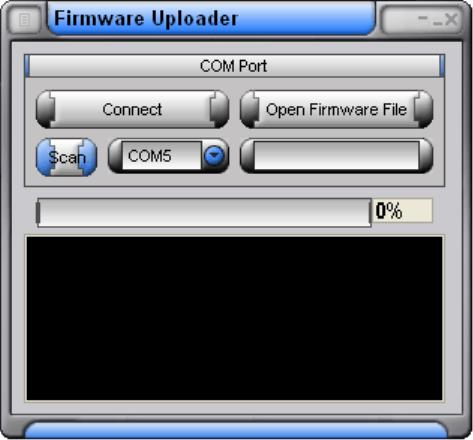 Firmware Uploader
COM Port
Connect
Open Firmware File
Scan
COM5
0%